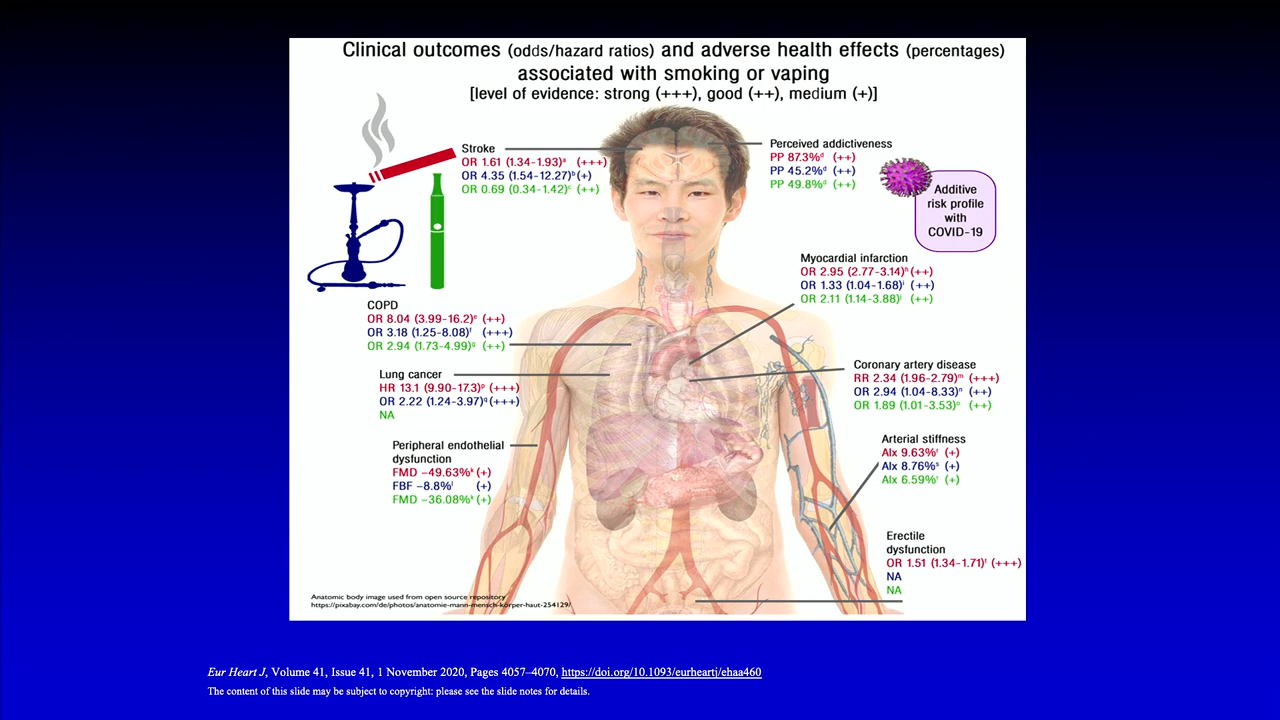 Clinical outcomes (odds/hazard ratios) and adverse health effects (percentages)
associated with smoking or vaping
[level of evidence: strong (+++), good (++), medium (+)]
Stroke
OR 1.61 (1.34-1.93)ᵃ (+++)
OR 4.35 (1.54-12.27)ᵇ (+)
OR 0.69 (0.34-1.42)ᶜ (++)
Perceived addictiveness
PP 87.3%ᵈ (++)
PP 45.2%ᵈ (++)
PP 49.8%ᵈ (++)
Additive
risk profile
with
COVID-19
Myocardial infarction
OR 2.95 (2.77-3.14)ʰ (++)
OR 1.33 (1.04-1.68)ⁱ (++)
OR 2.11 (1.14-3.88)ʲ (++)
COPD
OR 8.04 (3.99-16.2)ᵉ (++)
OR 3.18 (1.25-8.08)ᶠ (+++)
OR 2.94 (1.73-4.99)ᵍ (++)
Lung cancer
HR 13.1 (9.90-17.3)ᵖ (+++)
OR 2.22 (1.24-3.97)q (+++)
NA
Coronary artery disease
RR 2.34 (1.96-2.79)ᵐ (+++)
OR 2.94 (1.04-8.33)ⁿ (++)
OR 1.89 (1.01-3.53)ᵒ (++)
Peripheral endothelial
dysfunction
FMD −49.63%ᵏ (+)
FBF −8.8%ˡ (+)
FMD −36.08%ᵏ (+)
Arterial stiffness
AIx 9.63%ʳ (+)
AIx 8.76%ˢ (+)
AIx 6.59%ʳ (+)
Erectile
dysfunction
OR 1.51 (1.34-1.71)ᵗ (+++)
NA
NA
Anatomic body image used from open source repository
https://pixabay.com/de/photos/anatomie-mann-mensch-körper-haut-254129/
Eur Heart J, Volume 41, Issue 41, 1 November 2020, Pages 4057–4070, https://doi.org/10.1093/eurheartj/ehaa460
The content of this slide may be subject to copyright: please see the slide notes for details.